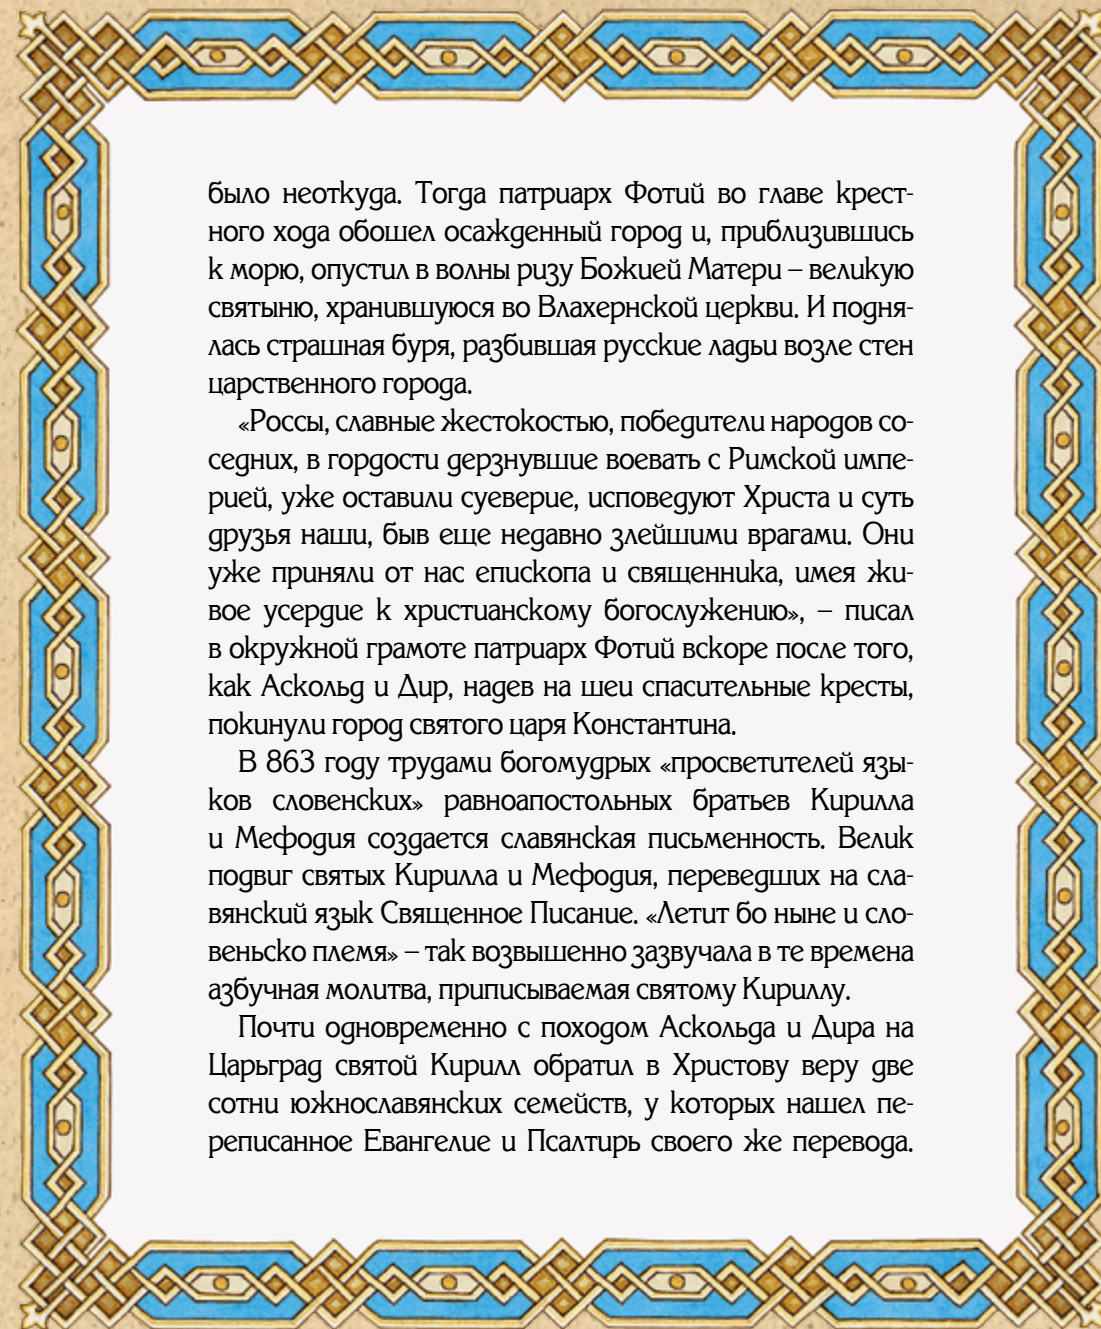 было неоткуда. Тогда патриарх Фотий во главе крест-
ного хода обошел осажденный город и, приблизившись
к морю, опустил в волны ризу Божией Матери – великую
святыню, хранившуюся во Влахернской церкви. И подня-
лась страшная буря, разбившая русские ладьи возле стен
царственного города.
«Россы, славные жестокостью, победители народов со-
седних, в гордости дерзнувшие воевать с Римской импе-
рией, уже оставили суеверие, исповедуют Христа и суть
друзья наши, быв еще недавно злейшими врагами. Они
уже приняли от нас епископа и священника, имея жи-
вое усердие к христианскому богослужению», – писал
в окружной грамоте патриарх Фотий вскоре после того,
как Аскольд и Дир, надев на шеи спасительные кресты,
покинули город святого царя Константина.
В 863 году трудами богомудрых «просветителей язы-
ков словенских» равноапостольных братьев Кирилла
и Мефодия создается славянская письменность. Велик
подвиг святых Кирилла и Мефодия, переведших на сла-
вянский язык Священное Писание. «Летит бо ныне и сло-
веньско племя» – так возвышенно зазвучала в те времена
азбучная молитва, приписываемая святому Кириллу.
Почти одновременно с походом Аскольда и Дира на
Царьград святой Кирилл обратил в Христову веру две
сотни южнославянских семейств, у которых нашел пе-
реписанное Евангелие и Псалтирь своего же перевода.